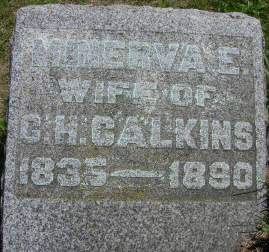 MINERVA E.
WIFE OF
C.H. CALKINS
1835—1890